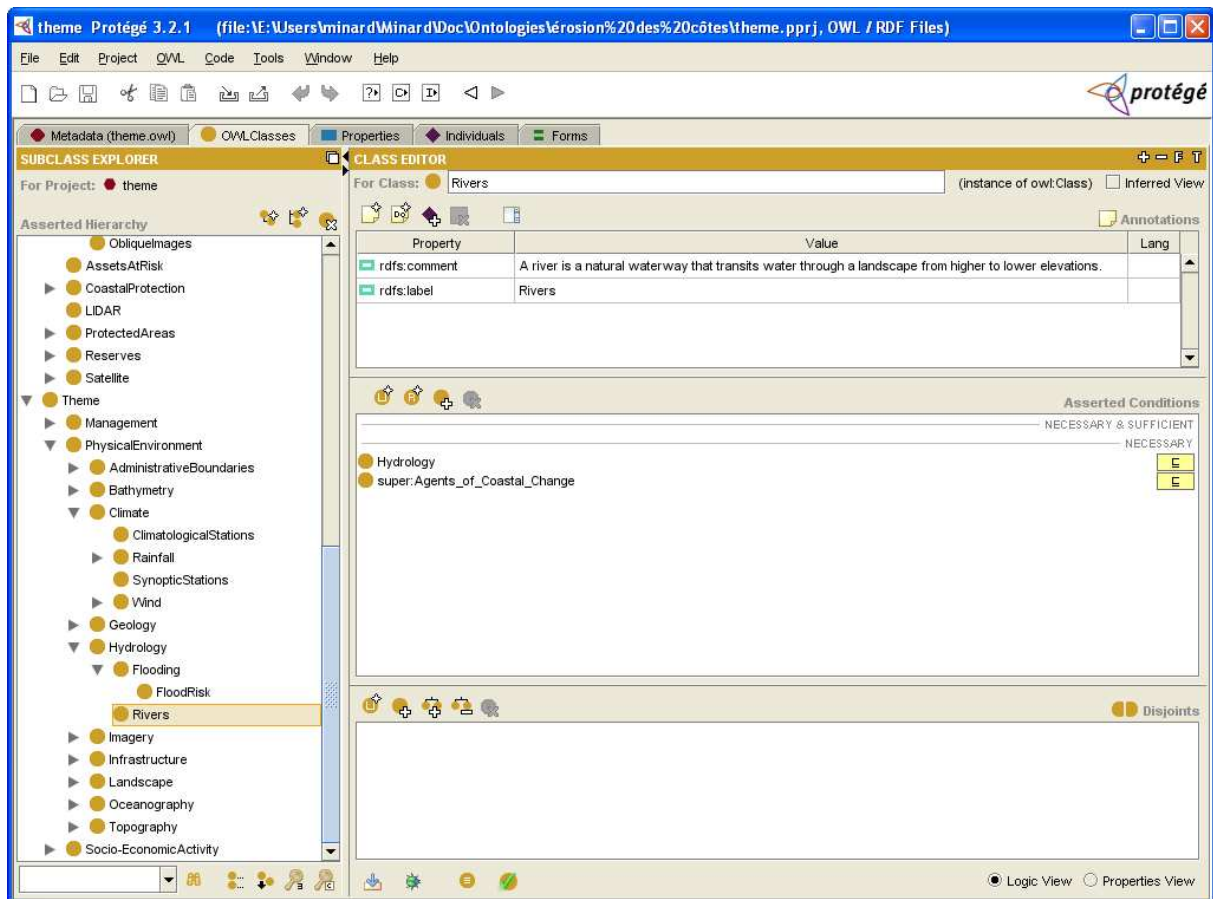 theme Protégé 3.2.1 (file:\E:\Users\minard\Minard\Doc\Ontologies\érosion%20des%20côtes\theme.pprj, OWL / RDF Files)
File Edit Project OWL Code Tools Window Help
protégé
Metadata (theme.owl) OWLClasses Properties Individuals Forms
SUBCLASS EXPLORER
For Project: theme
Asserted Hierarchy
ObliqueImages
AssetsAtRisk
CoastalProtection
LIDAR
ProtectedAreas
Reserves
Satellite
Theme
Management
PhysicalEnvironment
AdministrativeBoundaries
Bathymetry
Climate
ClimatologicalStations
Rainfall
SynopticStations
Wind
Geology
Hydrology
Flooding
FloodRisk
Rivers
Imagery
Infrastructure
Landscape
Oceanography
Topography
Socio-EconomicActivity
CLASS EDITOR
F T
For Class: Rivers (instance of owl:Class) Inferred View
Annotations
Property Value Lang
rdfs:comment A river is a natural waterway that transits water through a landscape from higher to lower elevations.
rdfs:label Rivers
Asserted Conditions
NECESSARY & SUFFICIENT
NECESSARY
Hydrology ⊑
super:Agents_of_Coastal_Change ⊑
Disjoints
Logic View Properties View